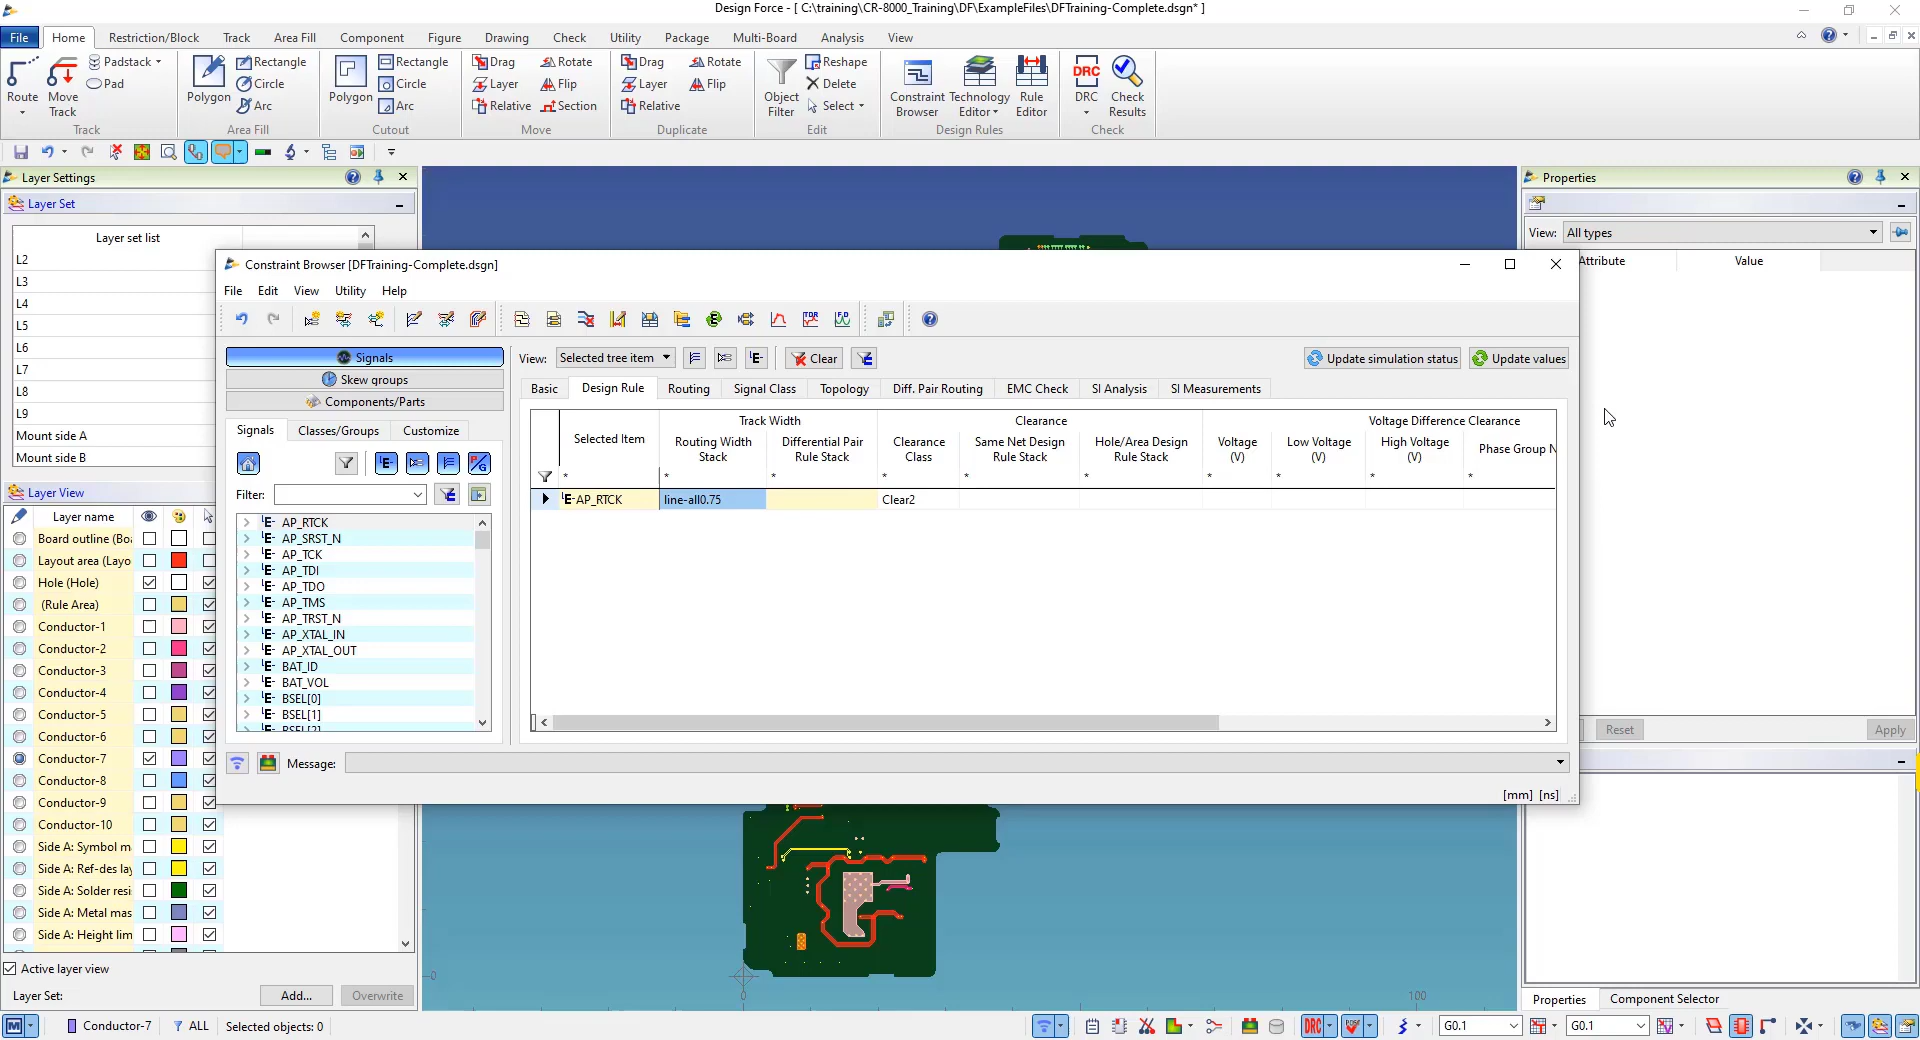 Design Force - [ C:\training\CR-8000_Training\DF\ExampleFiles\DFTraining-Complete.dsgn* ]
File Home Restriction/Block Track Area Fill Component Figure Drawing Check Utility Package Multi-Board Analysis View
Route
Move Track
Padstack
Pad
Track
Polygon
Rectangle
Circle
Arc
Area Fill
Polygon
Rectangle
Circle
Arc
Cutout
Drag Rotate
Layer Flip
Relative Section
Move
Drag Rotate
Layer Flip
Relative
Duplicate
Object Filter
Reshape
Delete
Select
Edit
Constraint Browser
Technology Editor
Rule Editor
Design Rules
DRC
DRC
Check Results
Check
Layer Settings
Layer Set
Layer set list
L2
L3
L4
L5
L6
L7
L8
L9
Mount side A
Mount side B
Layer View
Layer name
Board outline (Boa
Layout area (Layo
Hole (Hole)
(Rule Area)
Conductor-1
Conductor-2
Conductor-3
Conductor-4
Conductor-5
Conductor-6
Conductor-7
Conductor-8
Conductor-9
Conductor-10
Side A: Symbol m
Side A: Ref-des lay
Side A: Solder resi
Side A: Metal mas
Side A: Height lim
Active layer view
Layer Set: Add... Overwrite
Constraint Browser [DFTraining-Complete.dsgn]
File Edit View Utility Help
TDR F,D
Signals
Skew groups
Components/Parts
Signals Classes/Groups Customize
E P/G
Filter:
E AP_RTCK
E AP_SRST_N
E AP_TCK
E AP_TDI
E AP_TDO
E AP_TMS
E AP_TRST_N
E AP_XTAL_IN
E AP_XTAL_OUT
E BAT_ID
E BAT_VOL
E BSEL[0]
E BSEL[1]
E BSEL[2]
View: Selected tree item E Clear Update simulation status Update values
Basic Design Rule Routing Signal Class Topology Diff. Pair Routing EMC Check SI Analysis SI Measurements
Track Width Clearance Voltage Difference Clearance
Selected Item
Routing Width Stack
Differential Pair Rule Stack
Clearance Class
Same Net Design Rule Stack
Hole/Area Design Rule Stack
Voltage (V)
Low Voltage (V)
High Voltage (V)
Phase Group N
* * * * * * * * * *
E AP_RTCK line-all0.75 Clear2
Message:
[mm] [ns]
Properties
View: All types
Attribute Value
Reset Apply
Properties Component Selector
0
0
100
M Conductor-7 ALL Selected objects: 0 DRC G0.1 G0.1